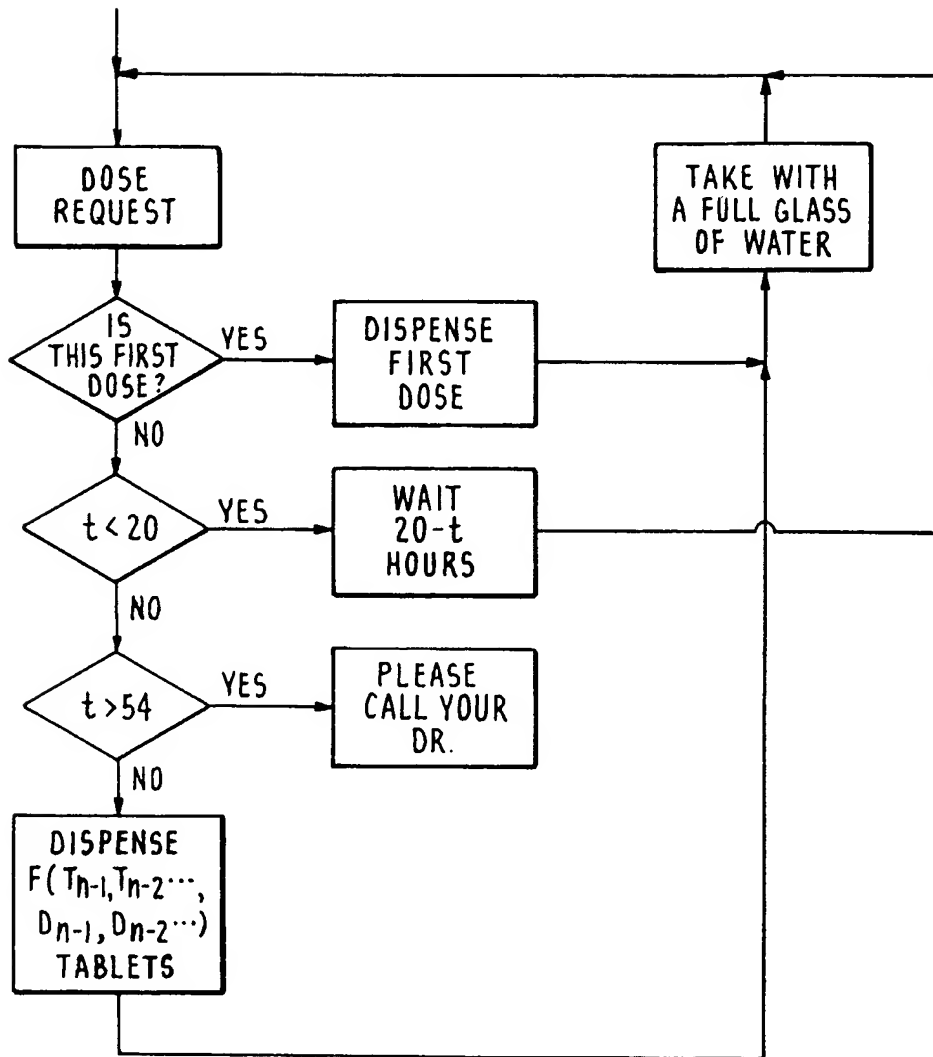 DOSE
REQUEST
TAKE WITH
A FULL GLASS
OF WATER
IS
THIS FIRST
DOSE?
YES
DISPENSE
FIRST
DOSE
NO
t < 20
YES
WAIT
20-t
HOURS
NO
t > 54
YES
PLEASE
CALL YOUR
DR.
NO
DISPENSE
F(Tn-1, Tn-2···,
Dn-1, Dn-2···)
TABLETS